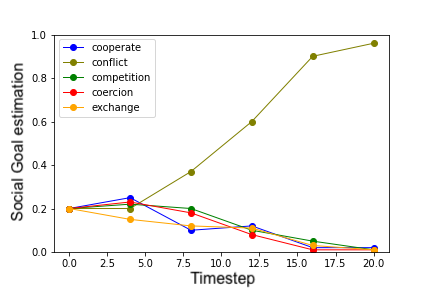 1.0
0.8
0.6
0.4
0.2
0.0
Social Goal estimation
cooperate
conflict
competition
coercion
exchange
0.0 2.5 5.0 7.5 10.0 12.5 15.0 17.5 20.0
Timestep